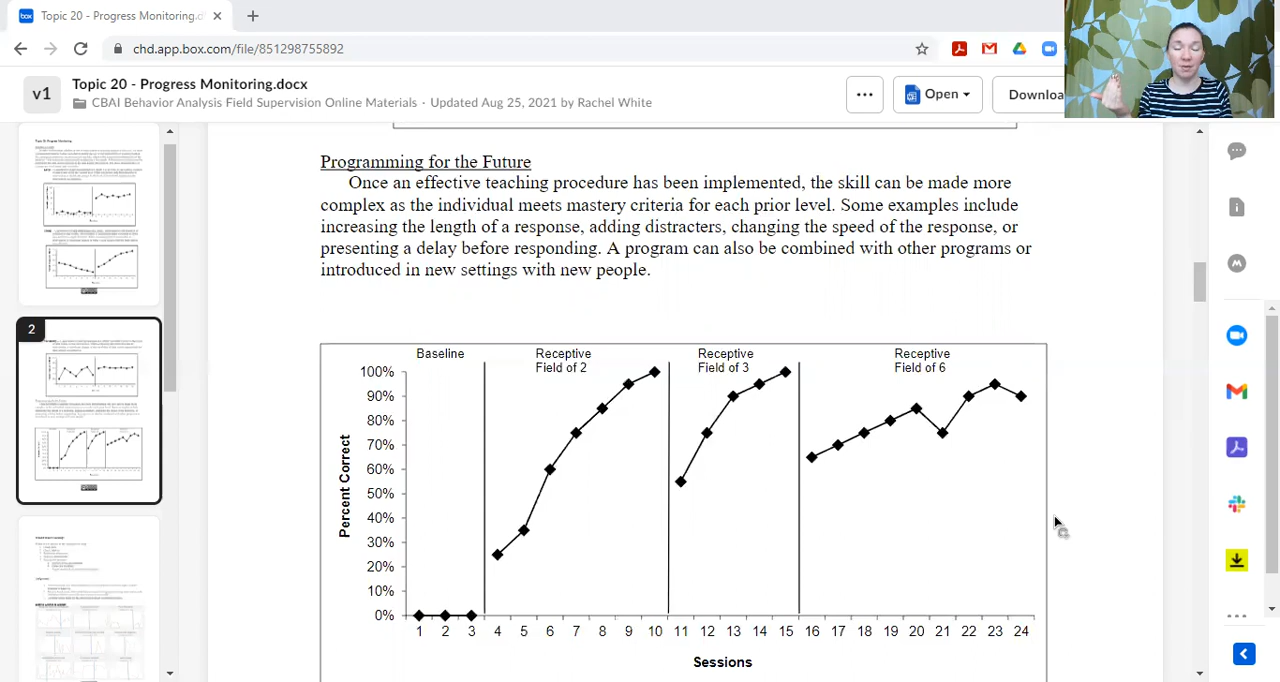 Topic 20 - Progress Monitoring.d
chd.app.box.com/file/851298755892
v1
Topic 20 - Progress Monitoring.docx
CBAI Behavior Analysis Field Supervision Online Materials · Updated Aug 25, 2021 by Rachel White
Open
Downloa
2
Programming for the Future
Once an effective teaching procedure has been implemented, the skill can be made more
complex as the individual meets mastery criteria for each prior level. Some examples include
increasing the length of a response, adding distracters, changing the speed of the response, or
presenting a delay before responding. A program can also be combined with other programs or
introduced in new settings with new people.
Baseline
Receptive
Field of 2
Receptive
Field of 3
Receptive
Field of 6
Percent Correct
100%
90%
80%
70%
60%
50%
40%
30%
20%
10%
0%
1 2 3 4 5 6 7 8 9 10 11 12 13 14 15 16 17 18 19 20 21 22 23 24
Sessions